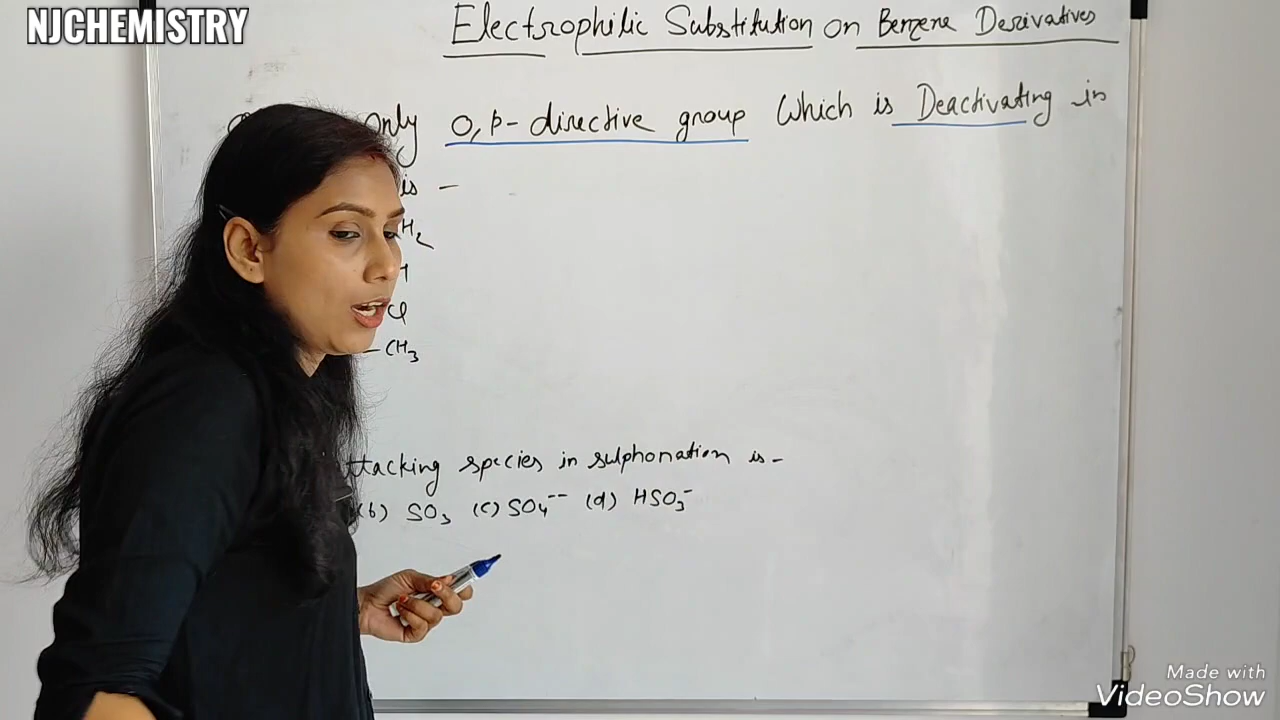 NJCHEMISTRY
Electrophilic Substitution on Benzene Derivatives
only o,p-directive group which is Deactivating in
is -
H2
H
Cl
-CH3
ttacking species in sulphonation is -
(b) SO3 (c) SO4-- (d) HSO3-
Made with
VideoShow